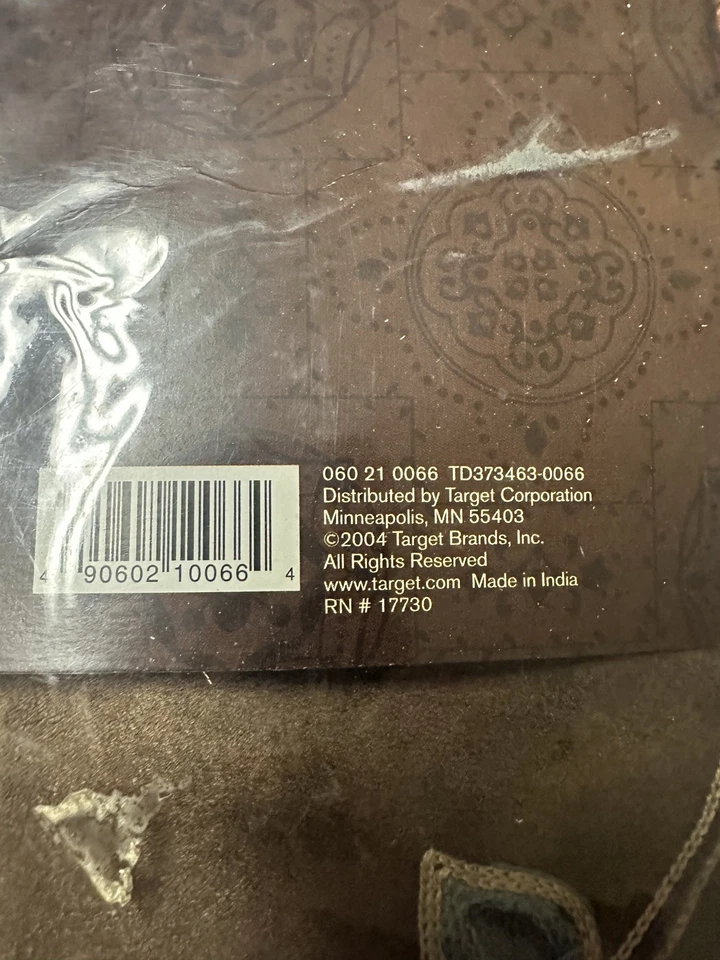 4 90602 10066 4
060 21 0066 TD373463-0066
Distributed by Target Corporation
Minneapolis, MN 55403
©2004 Target Brands, Inc.
All Rights Reserved
www.target.com Made in India
RN # 17730